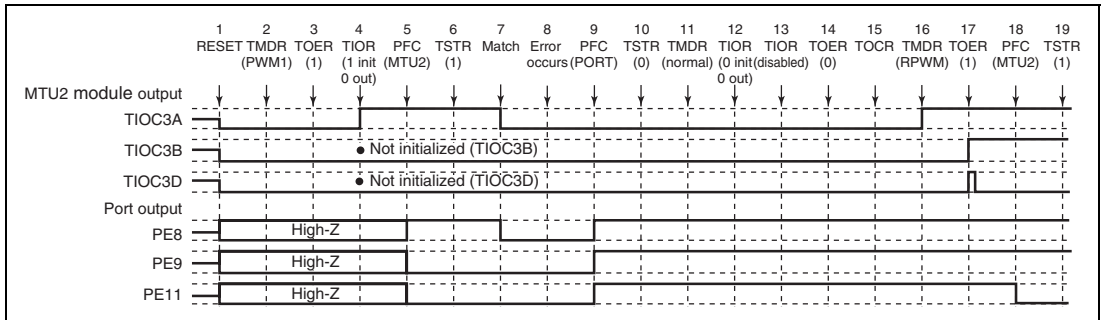 1 2 3 4 5 6 7 8 9 10 11 12 13 14 15 16 17 18 19
RESET TMDR TOER TIOR PFC TSTR Match Error PFC TSTR TMDR TIOR TIOR TOER TOCR TMDR TOER PFC TSTR
(PWM1) (1) (1 init (MTU2) (1) occurs (PORT) (0) (normal) (0 init (disabled) (0) (RPWM) (1) (MTU2) (1)
0 out) 0 out)
MTU2 module output
TIOC3A
TIOC3B
● Not initialized (TIOC3B)
TIOC3D
● Not initialized (TIOC3D)
Port output
PE8
High-Z
PE9
High-Z
PE11
High-Z